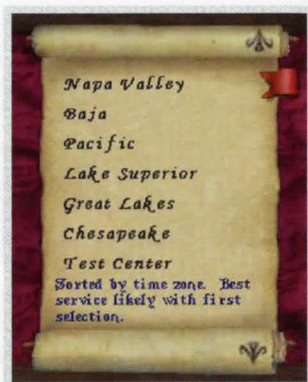 Napa Valley
Baja
Pacific
Lake Superior
Great Lakes
Chesapeake
Test Center
Sorted by time zone. Best
service likely with first
selection.